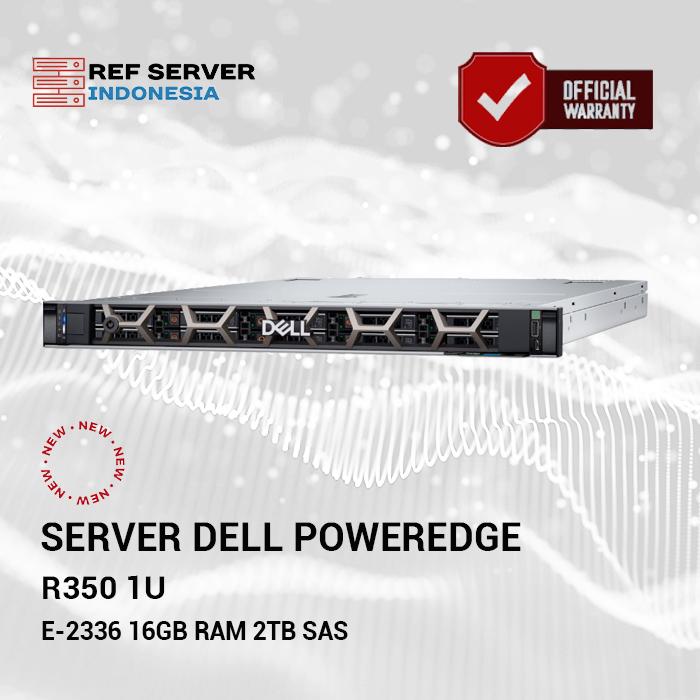 REF SERVER
INDONESIA
OFFICIAL
WARRANTY
DELL
NEW • NEW • NEW • NEW • NEW •
SERVER DELL POWEREDGE
R350 1U
E-2336 16GB RAM 2TB SAS